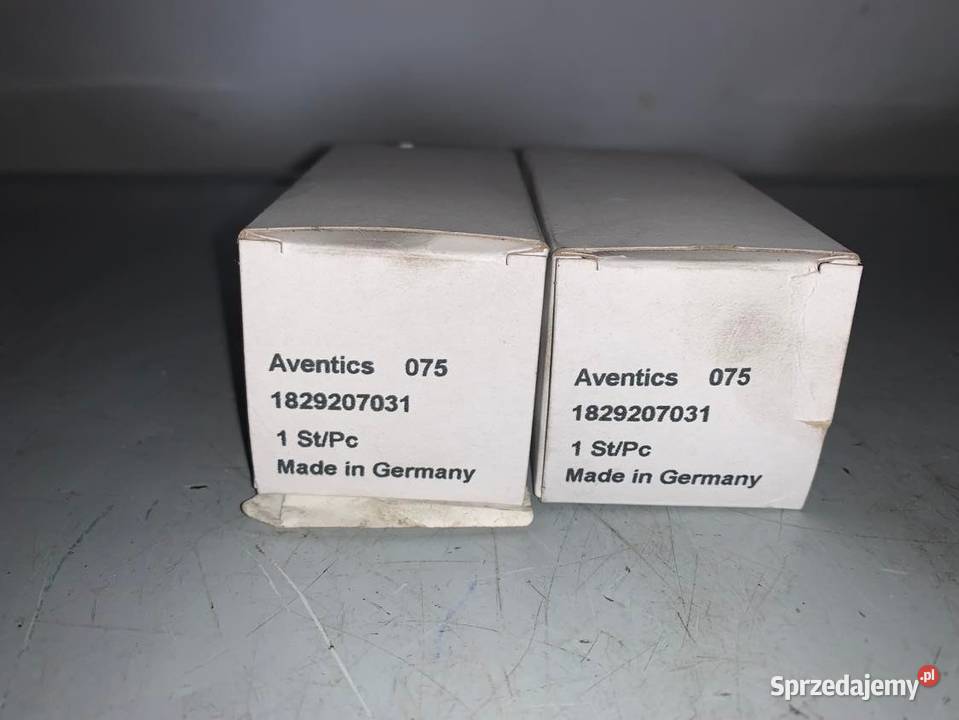 Aventics 075
1829207031
1 St/Pc
Made in Germany
Aventics 075
1829207031
1 St/Pc
Made in Germany
Sprzedajemy.pl